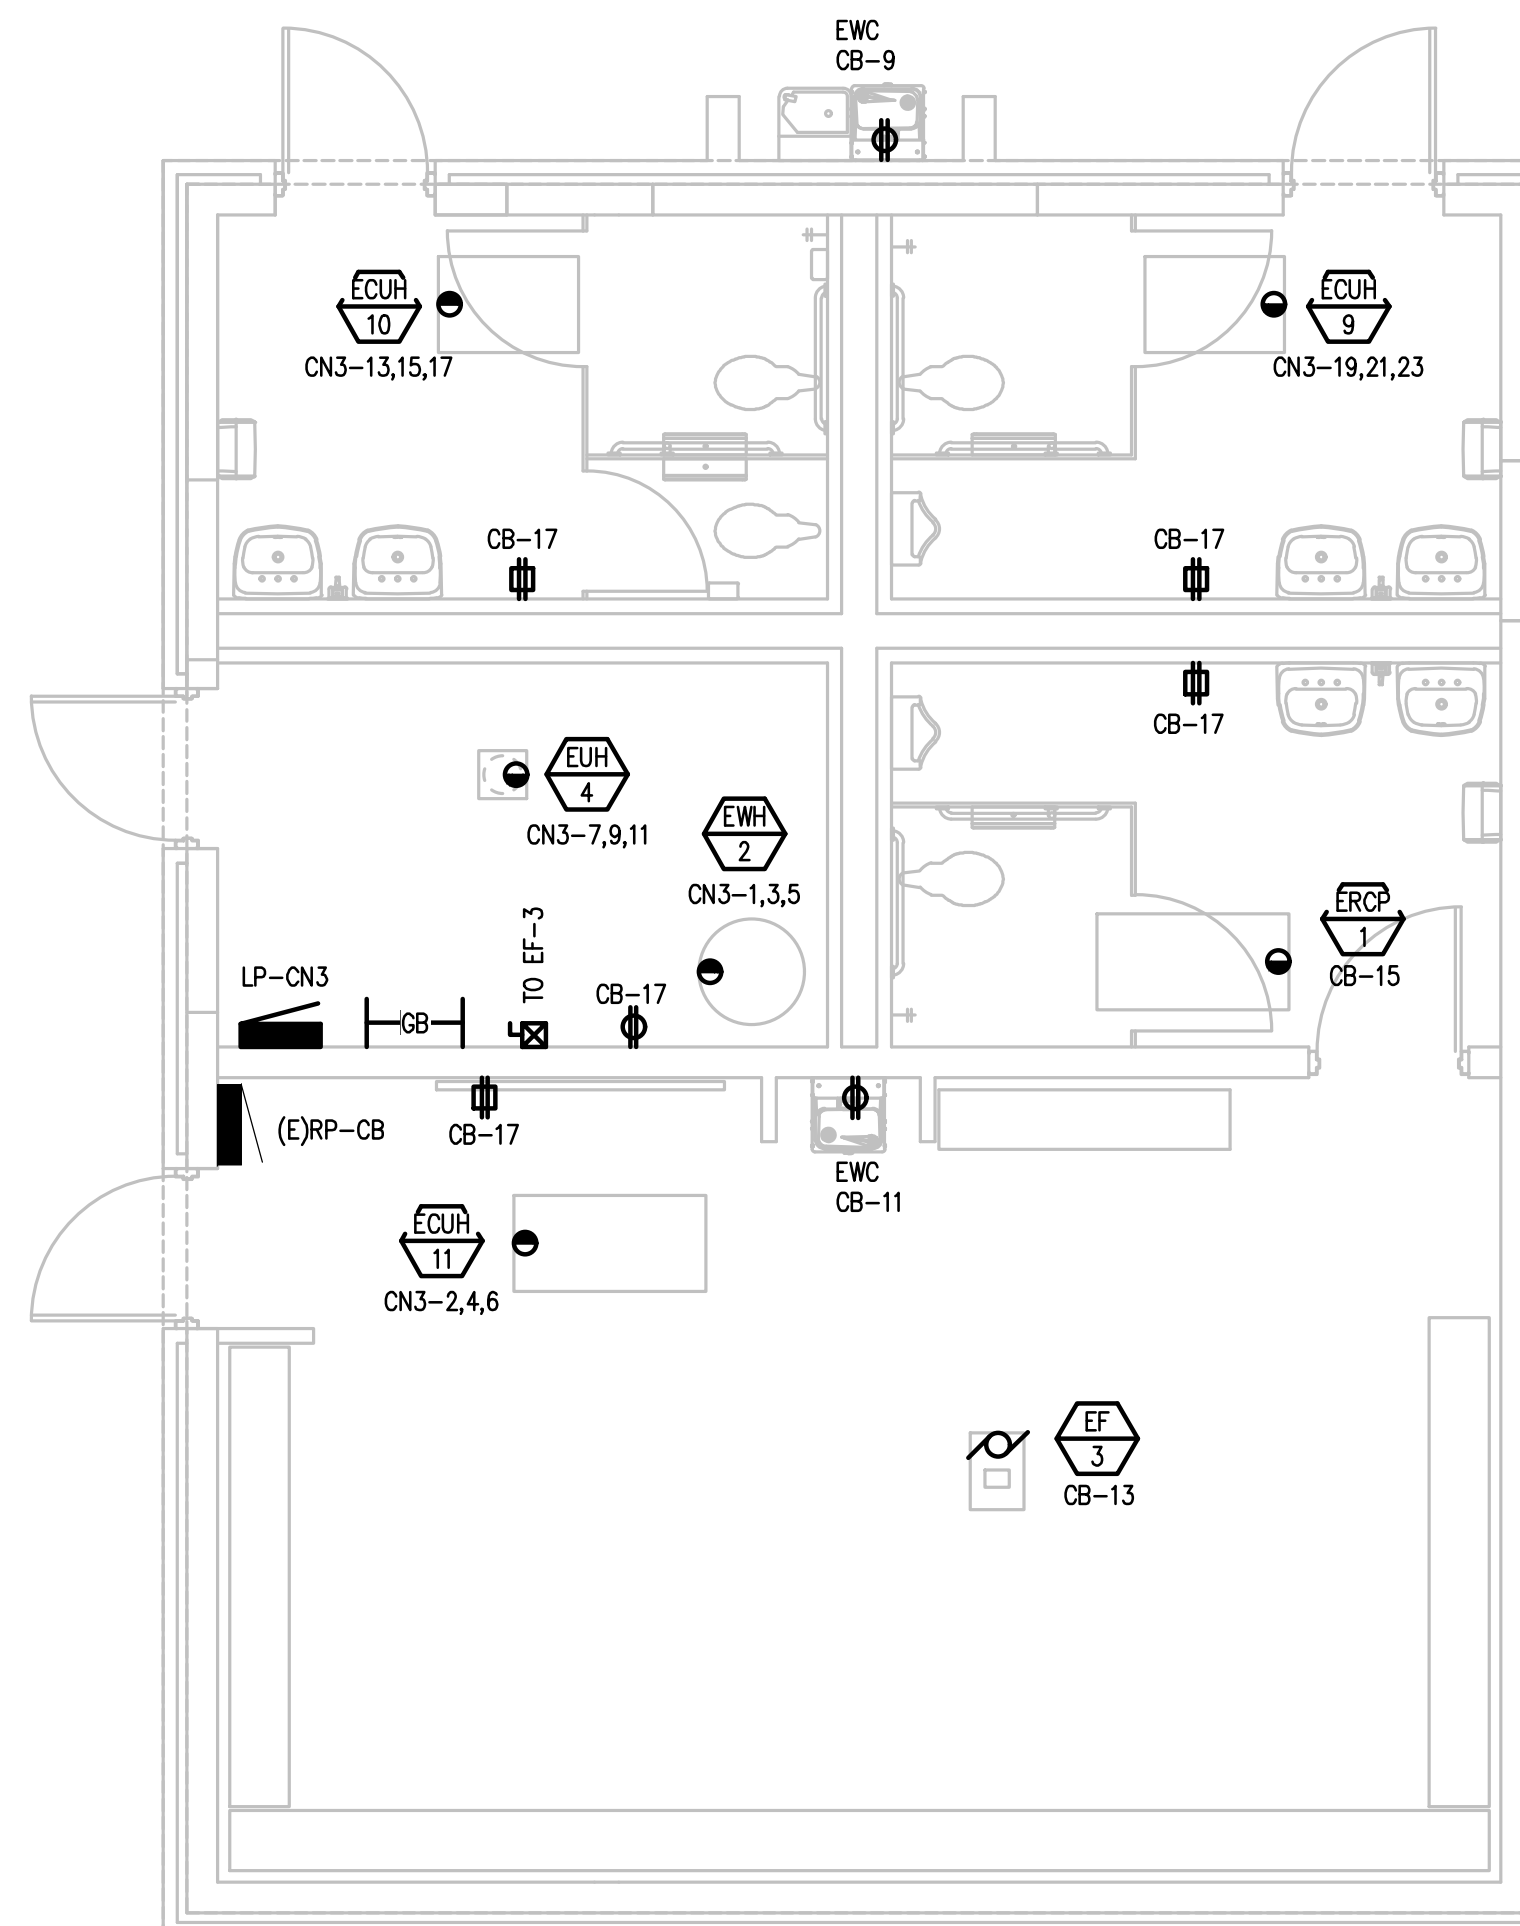 EWC
CB-9
ECUH
10
CN3-13,15,17
ECUH
9
CN3-19,21,23
CB-17
CB-17
CB-17
EUH
4
CN3-7,9,11
EWH
2
CN3-1,3,5
ERCP
1
CB-15
TO EF-3
LP-CN3
GB
CB-17
(E)RP-CB
CB-17
EWC
CB-11
ECUH
11
CN3-2,4,6
EF
3
CB-13